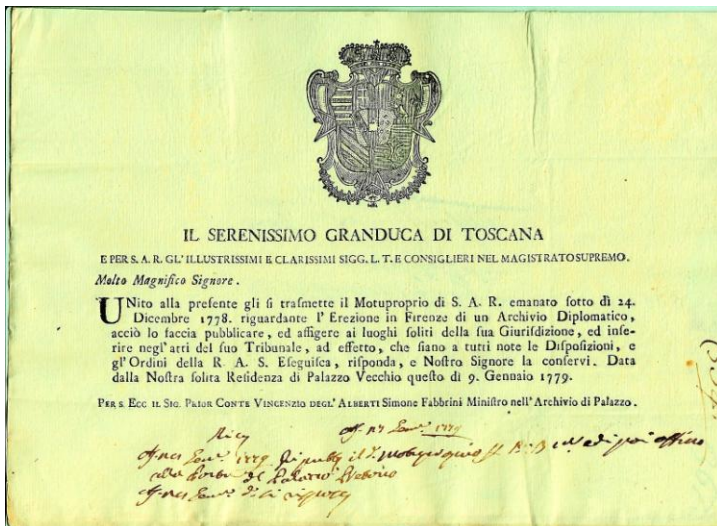 IL SERENISSIMO GRANDUCA DI TOSCANA
E PER S. A. R. GL' ILLUSTRISSIMI E CLARISSIMI SIGG. L. T. E CONSIGLIERI NEL MAGISTRATO SUPREMO.
Molto Magnifico Signore.
UNito alla presente gli si trasmette il Motuproprio di S. A. R. emanato sotto dì 24.
Dicembre 1778. riguardante l'Erezione in Firenze di un Archivio Diplomatico,
acciò lo faccia pubblicare, ed affigere ai luoghi soliti della sua Giurisdizione, ed inse-
rire negl'atti del suo Tribunale, ad effetto, che siano a tutti note le Disposizioni, e
gl'Ordini della R. A. S. Eseguisca, risponda, e Nostro Signore la conservi. Data
dalla Nostra solita Residenza di Palazzo Vecchio questo dì 9. Gennaio 1779.
PER S. ECC IL SIG. PRIOR CONTE VINCENZIO DEGL' ALBERTI Simone Fabbrini Ministro nell'Archivio di Palazzo.
1779
1779